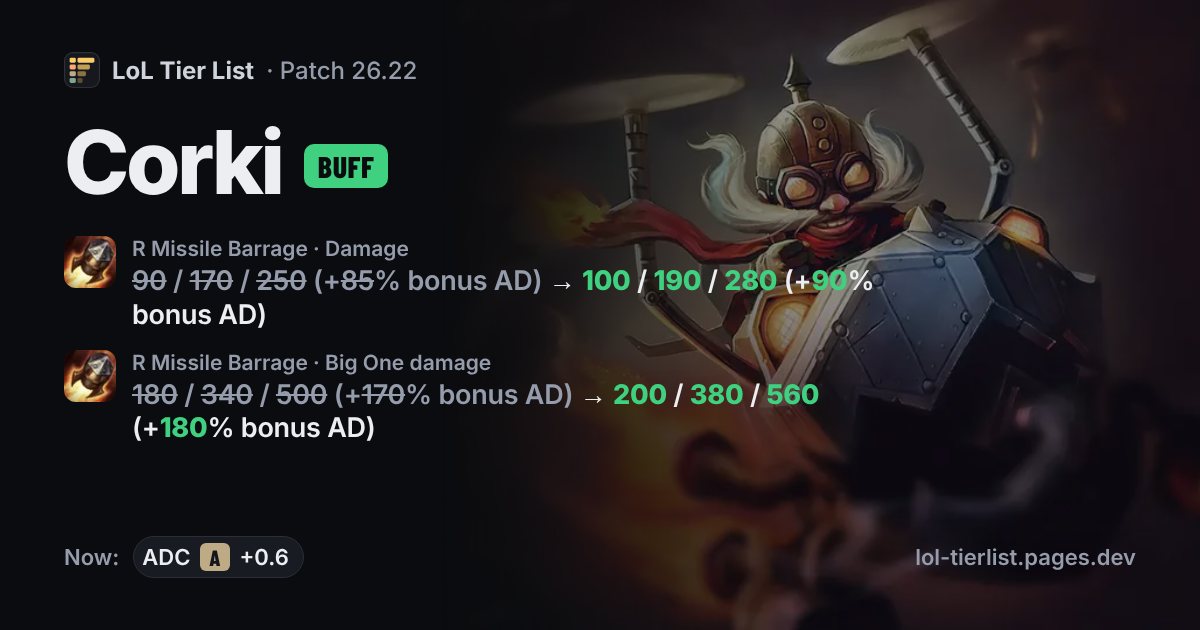 LoL Tier List · Patch 26.22
Corki BUFF
R Missile Barrage · Damage
90 / 170 / 250 (+85% bonus AD) → 100 / 190 / 280 (+90%
bonus AD)
R Missile Barrage · Big One damage
180 / 340 / 500 (+170% bonus AD) → 200 / 380 / 560
(+180% bonus AD)
Now: ADC A +0.6
lol-tierlist.pages.dev